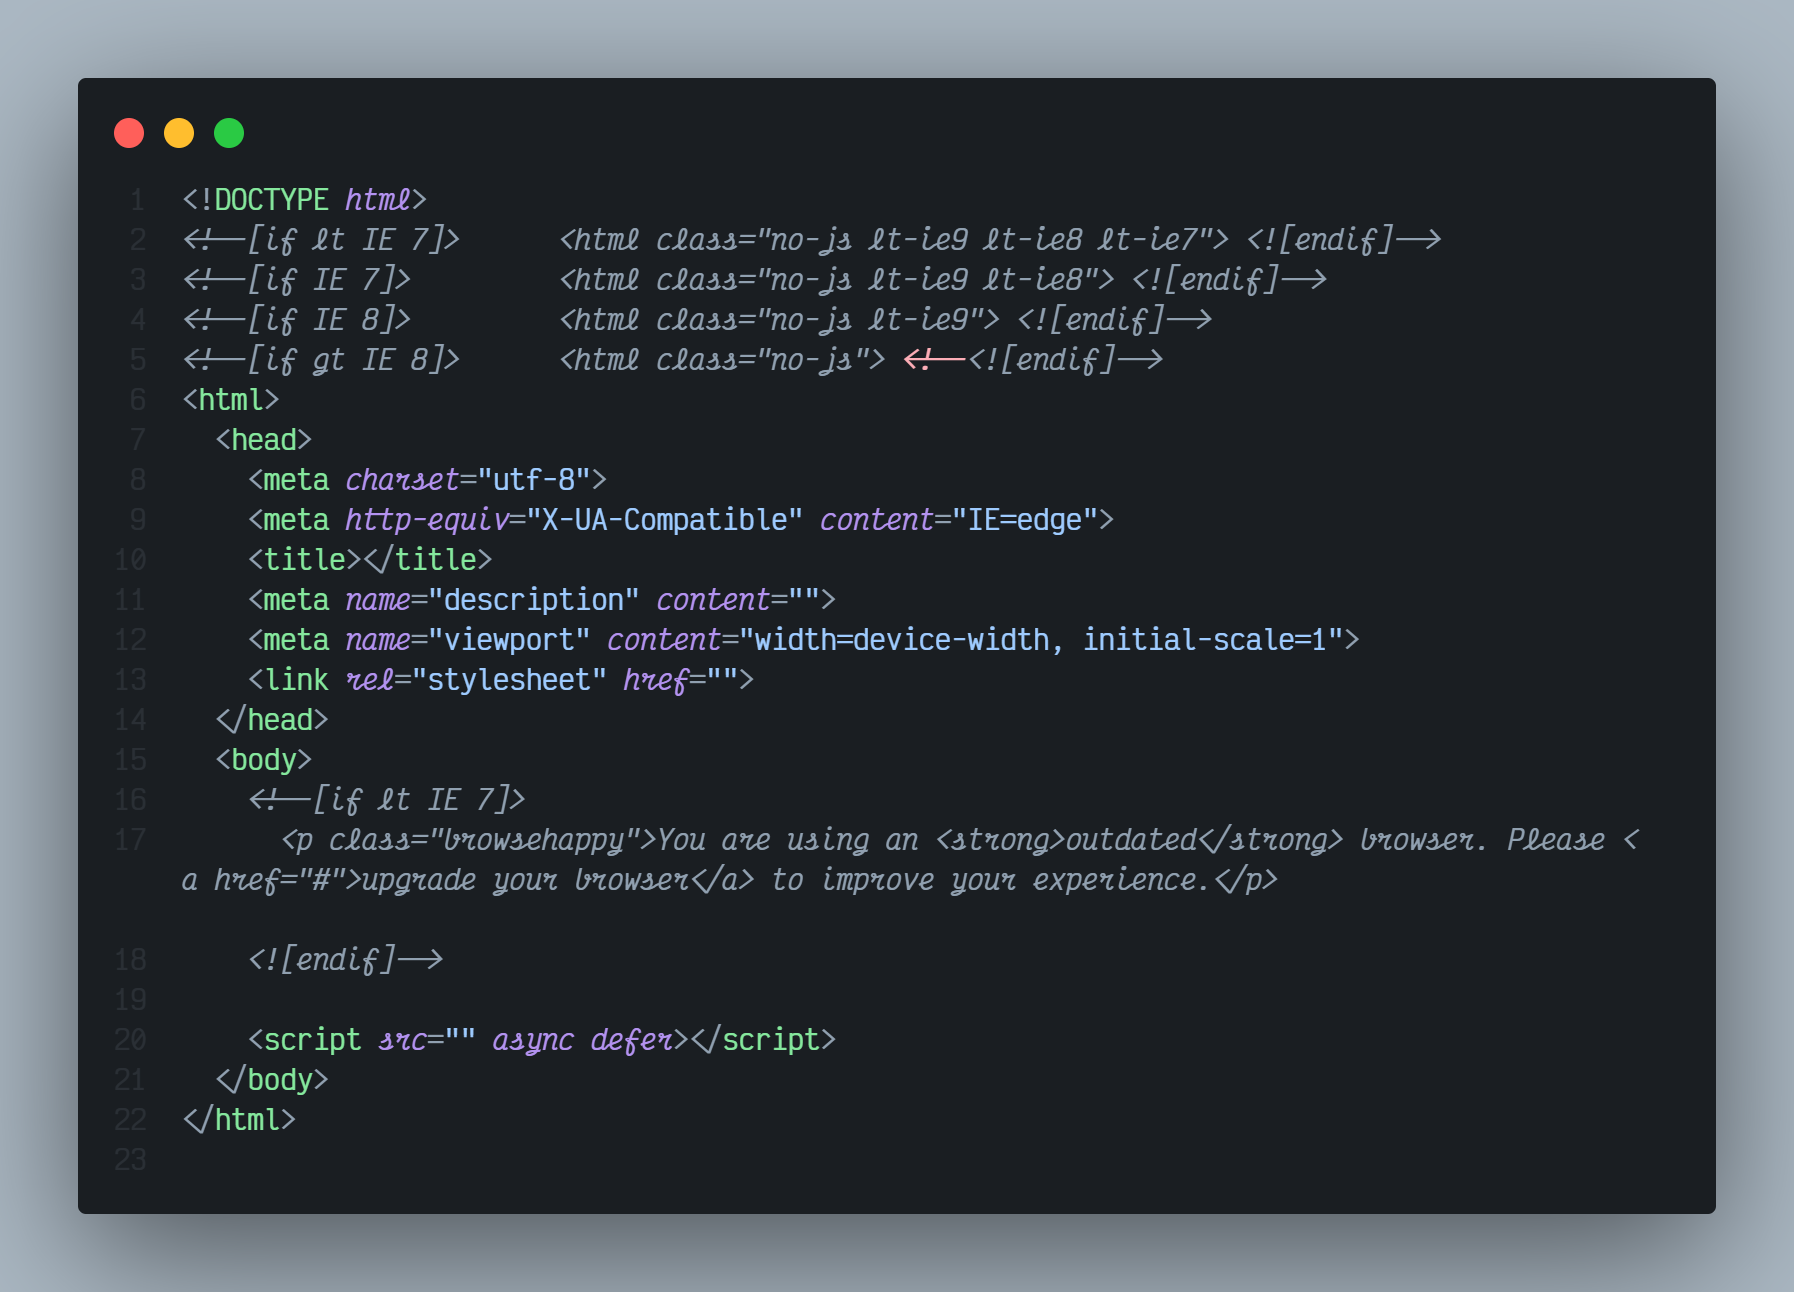 1 <!DOCTYPE html>
2 <!--[if lt IE 7]>      <html class="no-js lt-ie9 lt-ie8 lt-ie7"> <![endif]-->
3 <!--[if IE 7]>         <html class="no-js lt-ie9 lt-ie8"> <![endif]-->
4 <!--[if IE 8]>         <html class="no-js lt-ie9"> <![endif]-->
5 <!--[if gt IE 8]>      <html class="no-js"> <!--<![endif]-->
6 <html>
7   <head>
8     <meta charset="utf-8">
9     <meta http-equiv="X-UA-Compatible" content="IE=edge">
10     <title></title>
11     <meta name="description" content="">
12     <meta name="viewport" content="width=device-width, initial-scale=1">
13     <link rel="stylesheet" href="">
14   </head>
15   <body>
16     <!--[if lt IE 7]>
17       <p class="browsehappy">You are using an <strong>outdated</strong> browser. Please <
a href="#">upgrade your browser</a> to improve your experience.</p>
18     <![endif]-->
19
20     <script src="" async defer></script>
21   </body>
22 </html>
23